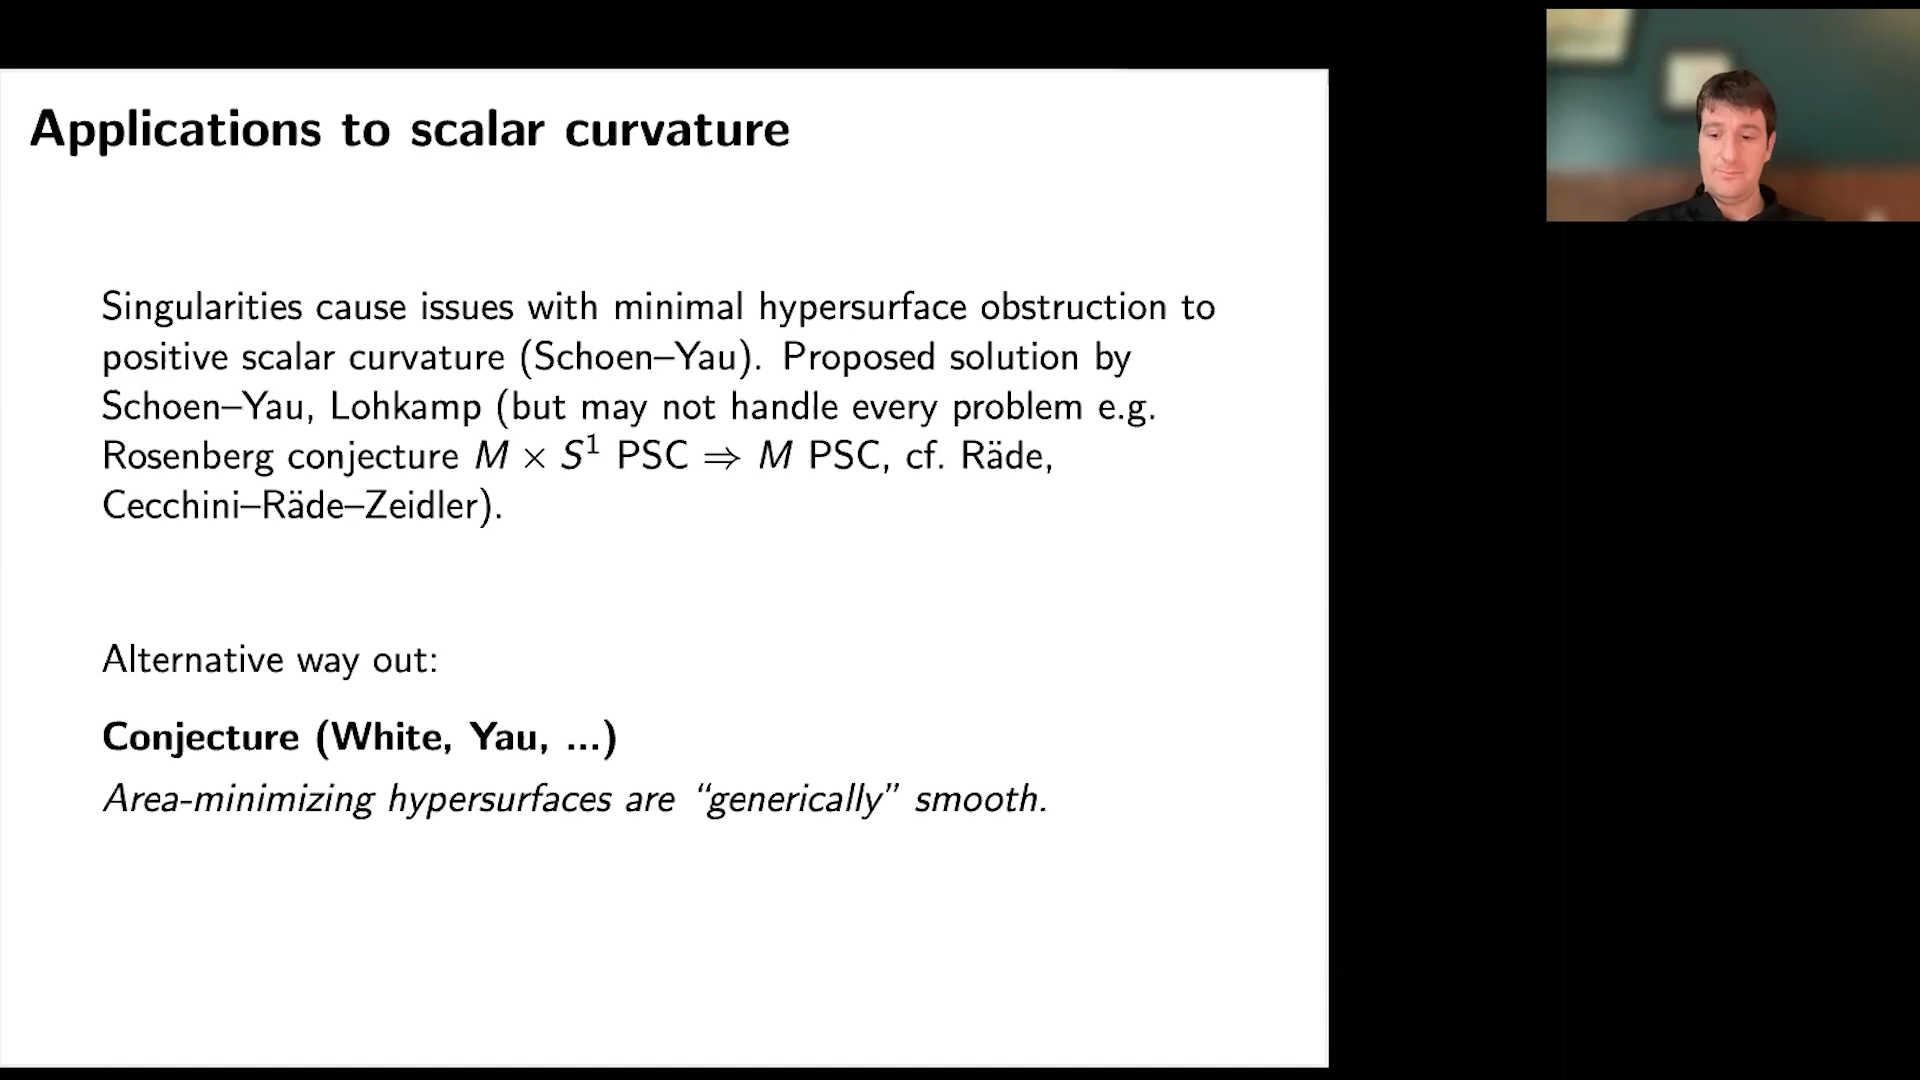 Applications to scalar curvature
Singularities cause issues with minimal hypersurface obstruction to
positive scalar curvature (Schoen–Yau). Proposed solution by
Schoen–Yau, Lohkamp (but may not handle every problem e.g.
Rosenberg conjecture M × S¹ PSC ⇒ M PSC, cf. Räde,
Cecchini–Räde–Zeidler).
Alternative way out:
Conjecture (White, Yau, ...)
Area-minimizing hypersurfaces are “generically” smooth.